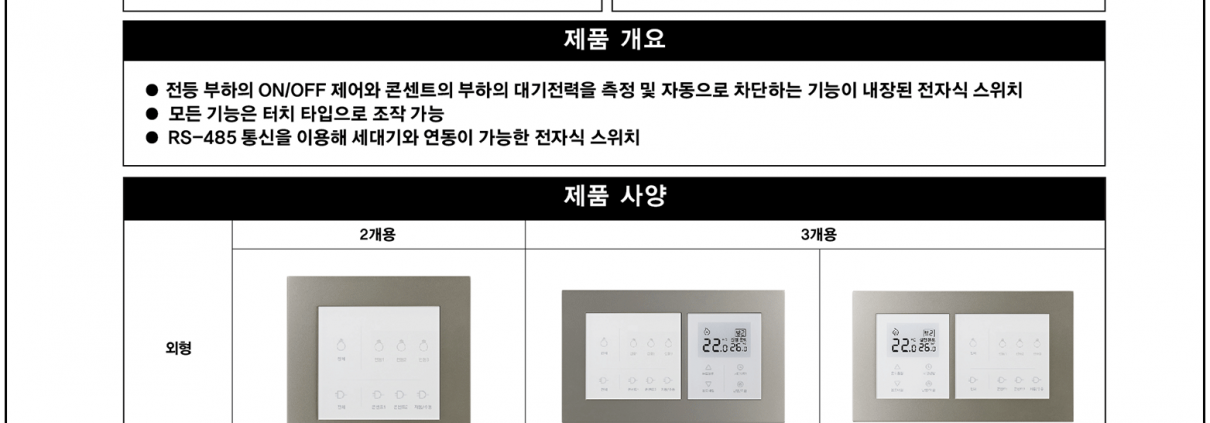 제품 개요
● 전등 부하의 ON/OFF 제어와 콘센트의 부하의 대기전력을 측정 및 자동으로 차단하는 기능이 내장된 전자식 스위치
● 모든 기능은 터치 타입으로 조작 가능
● RS-485 통신을 이용해 세대기와 연동이 가능한 전자식 스위치
제품 사양
2개용
3개용
외형
22.0 26.0
22.0 26.0